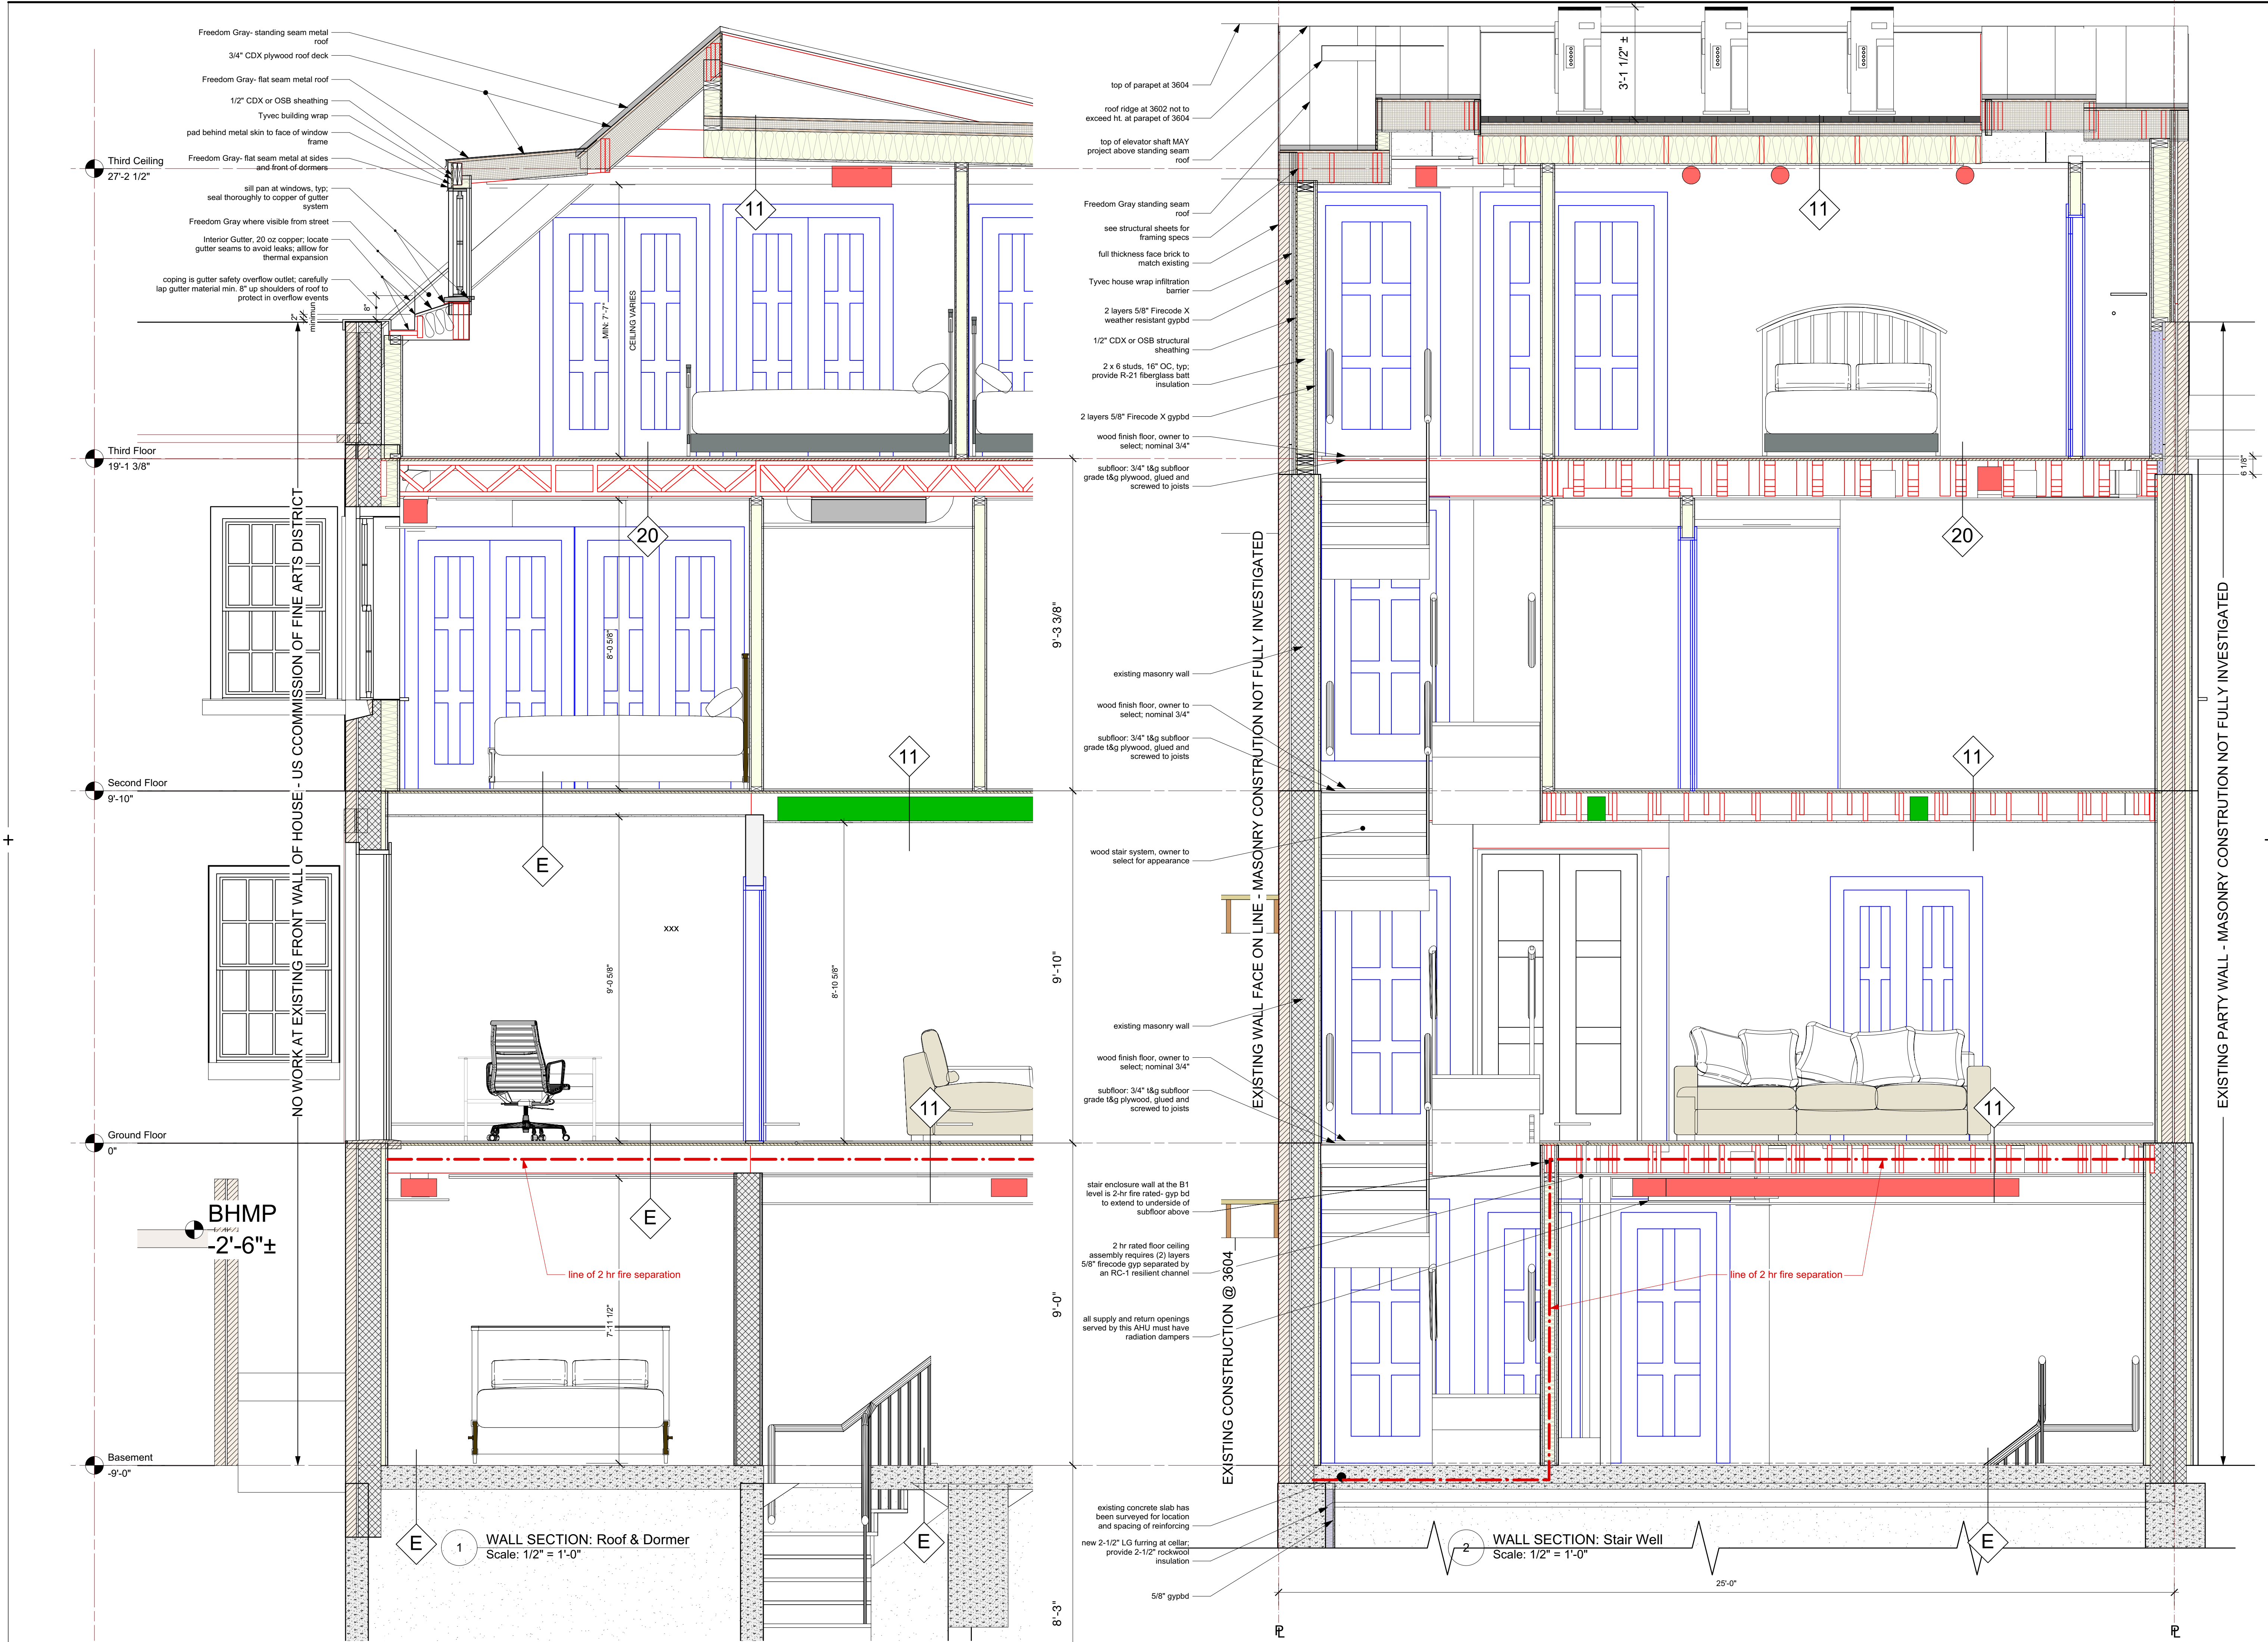 Freedom Gray- standing seam metal
roof
3/4" CDX plywood roof deck
Freedom Gray- flat seam metal roof
1/2" CDX or OSB sheathing
Tyvec building wrap
pad behind metal skin to face of window
frame
Freedom Gray- flat seam metal at sides
and front of dormers
sill pan at windows, typ;
seal thoroughly to copper of gutter
system
Freedom Gray where visible from street
Interior Gutter, 20 oz copper; locate
gutter seams to avoid leaks; alllow for
thermal expansion
coping is gutter safety overflow outlet; carefully
lap gutter material min. 8" up shoulders of roof to
protect in overflow events
2"
minimun
8"
Third Ceiling
27'-2 1/2"
Third Floor
19'-1 3/8"
Second Floor
9'-10"
Ground Floor
0"
BHMP
-2'-6"±
Basement
-9'-0"
NO WORK AT EXISTING FRONT WALL OF HOUSE - US CCOMMISSION OF FINE ARTS DISTRICT
11
MIN: 7'-7"
CEILING VARIES
20
8'-0 5/8"
11
E
xxx
9'-0 5/8"
8'-10 5/8"
11
E
line of 2 hr fire separation
7'-11 1/2"
E
E
1
WALL SECTION: Roof & Dormer
Scale: 1/2" = 1'-0"
9'-3 3/8"
9'-10"
9'-0"
8'-3"
top of parapet at 3604
roof ridge at 3602 not to
exceed ht. at parapet of 3604
top of elevator shaft MAY
project above standing seam
roof
Freedom Gray standing seam
roof
see structural sheets for
framing specs
full thickness face brick to
match existing
Tyvec house wrap infiltration
barrier
2 layers 5/8" Firecode X
weather resistant gypbd
1/2" CDX or OSB structural
sheathing
2 x 6 studs, 16" OC, typ;
provide R-21 fiberglass batt
insulation
2 layers 5/8" Firecode X gypbd
wood finish floor, owner to
select; nominal 3/4"
subfloor: 3/4" t&g subfloor
grade t&g plywood, glued and
screwed to joists
existing masonry wall
wood finish floor, owner to
select; nominal 3/4"
subfloor: 3/4" t&g subfloor
grade t&g plywood, glued and
screwed to joists
wood stair system, owner to
select for appearance
existing masonry wall
wood finish floor, owner to
select; nominal 3/4"
subfloor: 3/4" t&g subfloor
grade t&g plywood, glued and
screwed to joists
stair enclosure wall at the B1
level is 2-hr fire rated- gyp bd
to extend to underside of
subfloor above
2 hr rated floor ceiling
assembly requires (2) layers
5/8" firecode gyp separated by
an RC-1 resilient channel
all supply and return openings
served by this AHU must have
radiation dampers
existing concrete slab has
been surveyed for location
and spacing of reinforcing
new 2-1/2" LG furring at cellar;
provide 2-1/2" rockwool
insulation
5/8" gypbd
EXISTING WALL FACE ON LINE - MASONRY CONSTRUTION NOT FULLY INVESTIGATED
EXISTING CONSTRUCTION @ 3604
3'-1 1/2" ±
11
20
11
11
line of 2 hr fire separation
E
6 1/8"
EXISTING PARTY WALL - MASONRY CONSTRUTION NOT FULLY INVESTIGATED
2
WALL SECTION: Stair Well
Scale: 1/2" = 1'-0"
25'-0"
PL
PL